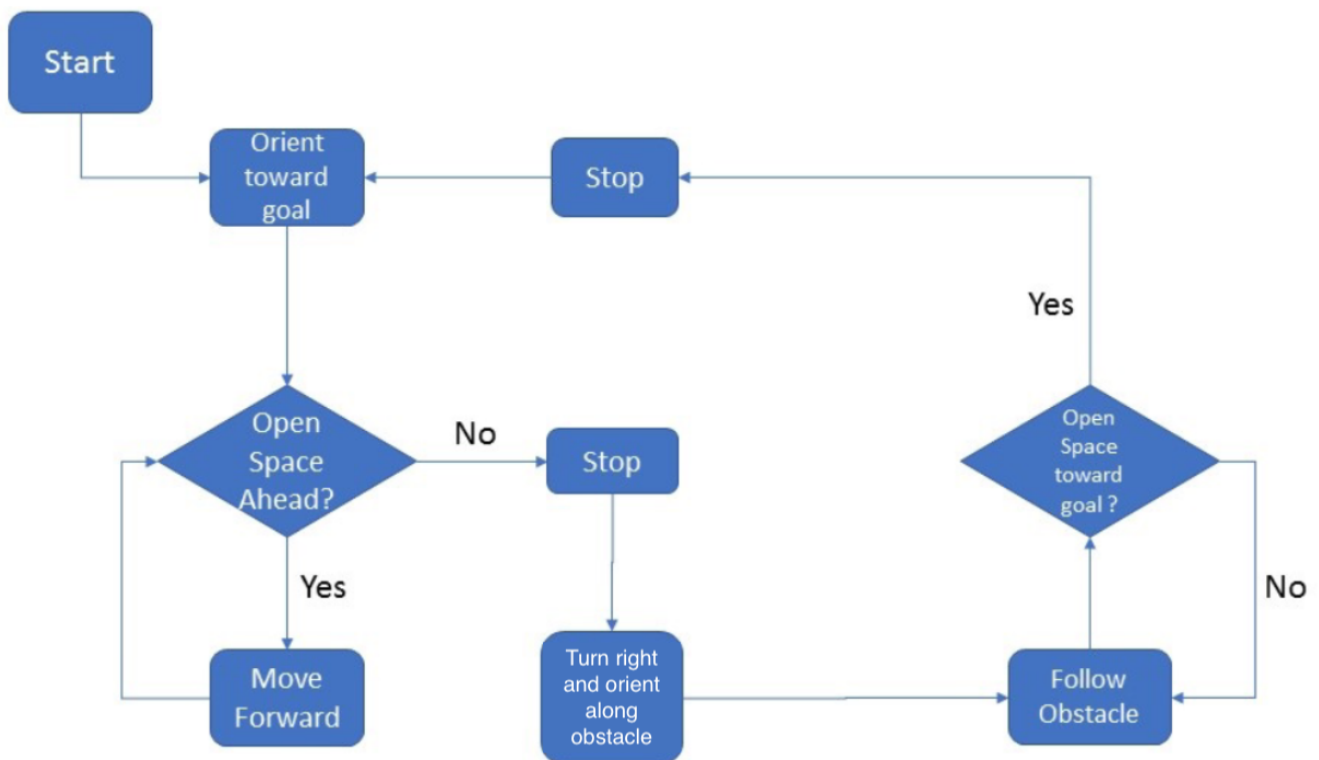 Start
Orient
toward
goal
Stop
Yes
Open
Space
Ahead?
No
Stop
Open
Space
toward
goal ?
Yes
No
Move
Forward
Turn right
and orient
along
obstacle
Follow
Obstacle